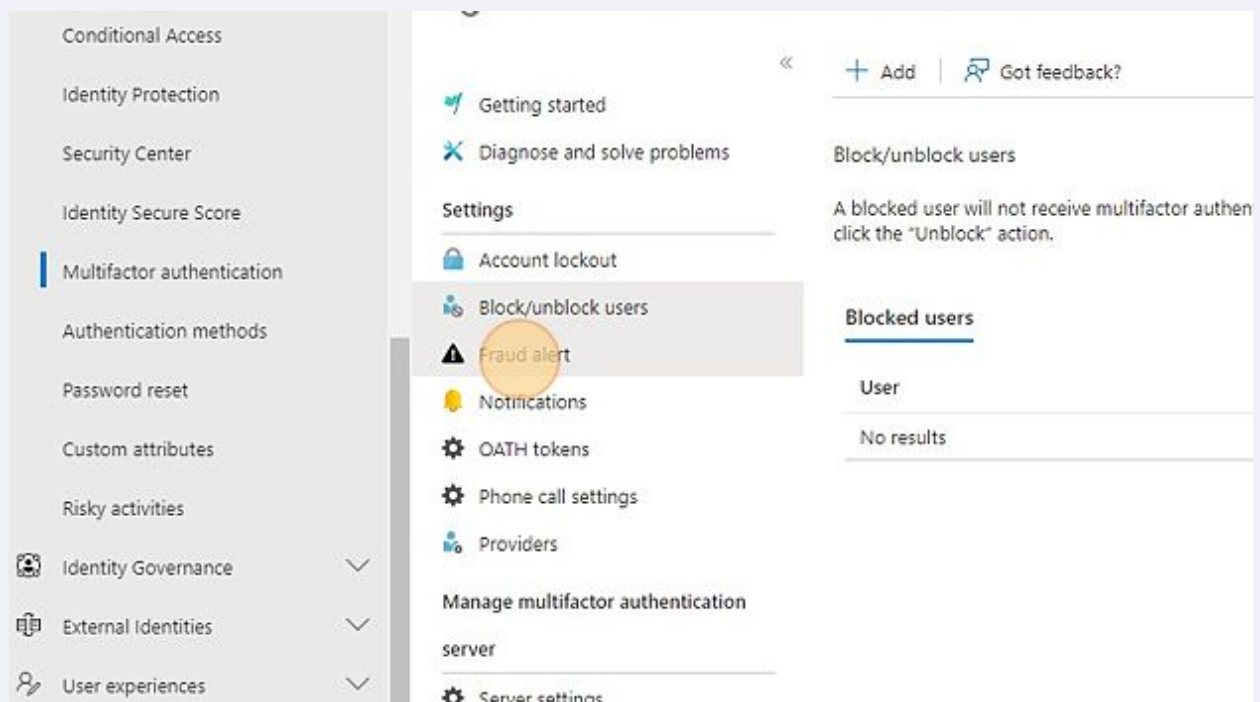 Conditional Access
Identity Protection
Security Center
Identity Secure Score
Multifactor authentication
Authentication methods
Password reset
Custom attributes
Risky activities
Identity Governance
External Identities
User experiences
«
Getting started
Diagnose and solve problems
Settings
Account lockout
Block/unblock users
Fraud alert
Notifications
OATH tokens
Phone call settings
Providers
Manage multifactor authentication
server
Server settings
+ Add | Got feedback?
Block/unblock users
A blocked user will not receive multifactor authen
click the "Unblock" action.
Blocked users
User
No results